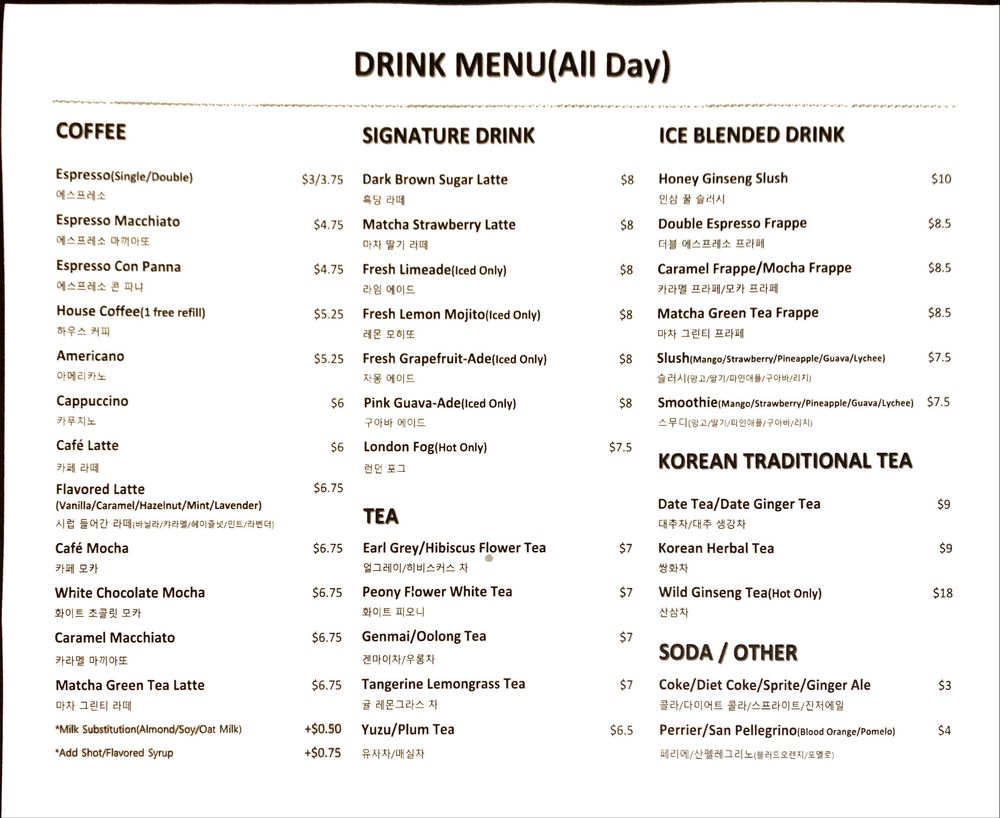 DRINK MENU(All Day)
COFFEE
Espresso(Single/Double) $3/3.75
에스프레소
Espresso Macchiato $4.75
에스프레소 마끼아또
Espresso Con Panna $4.75
에스프레소 콘 파냐
House Coffee(1 free refill) $5.25
하우스 커피
Americano $5.25
아메리카노
Cappuccino $6
카푸치노
Café Latte $6
카페 라떼
Flavored Latte $6.75
(Vanilla/Caramel/Hazelnut/Mint/Lavender)
시럽 들어간 라떼(바닐라/캬라멜/헤이즐넛/민트/라벤더)
Café Mocha $6.75
카페 모카
White Chocolate Mocha $6.75
화이트 초콜릿 모카
Caramel Macchiato $6.75
카라멜 마끼아또
Matcha Green Tea Latte $6.75
마차 그린티 라떼
*Milk Substitution(Almond/Soy/Oat Milk) +$0.50
*Add Shot/Flavored Syrup +$0.75
SIGNATURE DRINK
Dark Brown Sugar Latte $8
흑당 라떼
Matcha Strawberry Latte $8
마차 딸기 라떼
Fresh Limeade(Iced Only) $8
라임 에이드
Fresh Lemon Mojito(Iced Only) $8
레몬 모히또
Fresh Grapefruit-Ade(Iced Only) $8
자몽 에이드
Pink Guava-Ade(Iced Only) $8
구아바 에이드
London Fog(Hot Only) $7.5
런던 포그
TEA
Earl Grey/Hibiscus Flower Tea $7
얼그레이/히비스커스 차
Peony Flower White Tea $7
화이트 피오니
Genmai/Oolong Tea $7
겐마이차/우롱차
Tangerine Lemongrass Tea $7
귤 레몬그라스 차
Yuzu/Plum Tea $6.5
유자차/매실차
ICE BLENDED DRINK
Honey Ginseng Slush $10
인삼 꿀 슬러시
Double Espresso Frappe $8.5
더블 에스프레소 프라페
Caramel Frappe/Mocha Frappe $8.5
카라멜 프라페/모카 프라페
Matcha Green Tea Frappe $8.5
마차 그린티 프라페
Slush(Mango/Strawberry/Pineapple/Guava/Lychee) $7.5
슬러시(망고/딸기/파인애플/구아바/리치)
Smoothie(Mango/Strawberry/Pineapple/Guava/Lychee) $7.5
스무디(망고/딸기/피인애플/구아바/리치)
KOREAN TRADITIONAL TEA
Date Tea/Date Ginger Tea $9
대추차/대추 생강차
Korean Herbal Tea $9
쌍화차
Wild Ginseng Tea(Hot Only) $18
산삼차
SODA / OTHER
Coke/Diet Coke/Sprite/Ginger Ale $3
콜라/다이어트 콜라/스프라이트/진저에일
Perrier/San Pellegrino(Blood Orange/Pomelo) $4
페리에/산펠레그리노(블러드오렌지/포멜로)